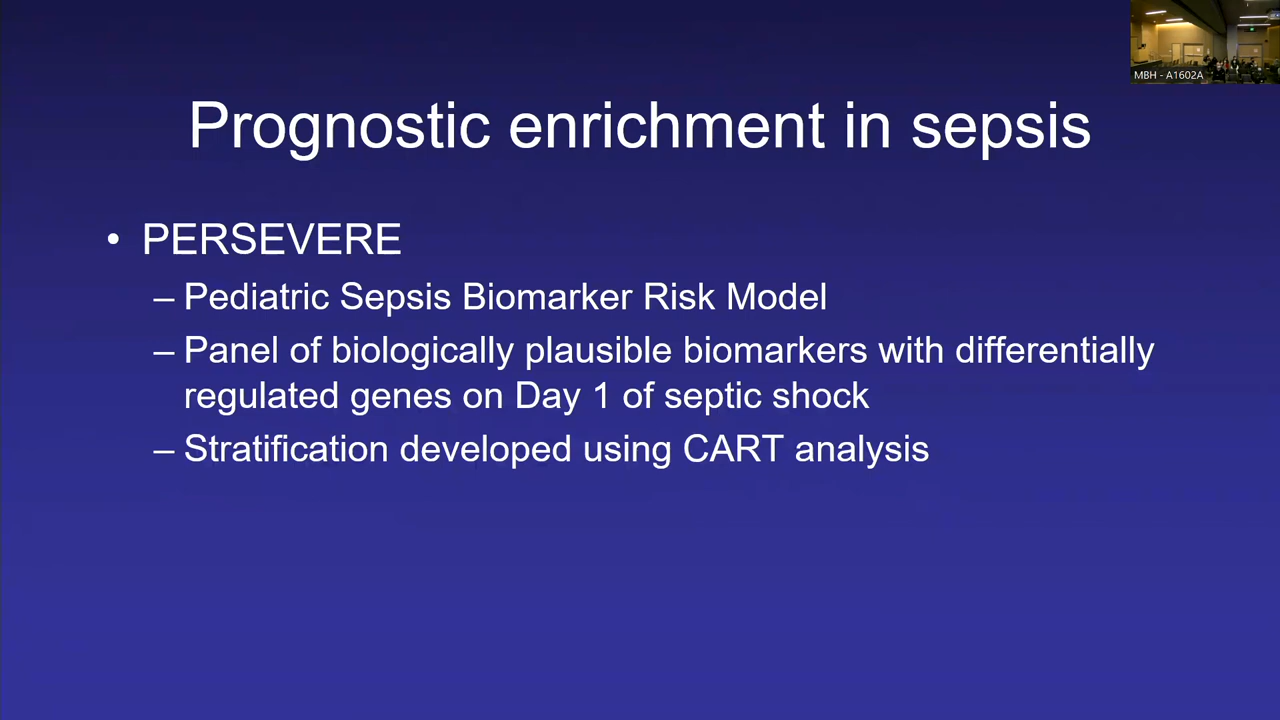 MBH - A1602A
Prognostic enrichment in sepsis
• PERSEVERE
– Pediatric Sepsis Biomarker Risk Model
– Panel of biologically plausible biomarkers with differentially
regulated genes on Day 1 of septic shock
– Stratification developed using CART analysis